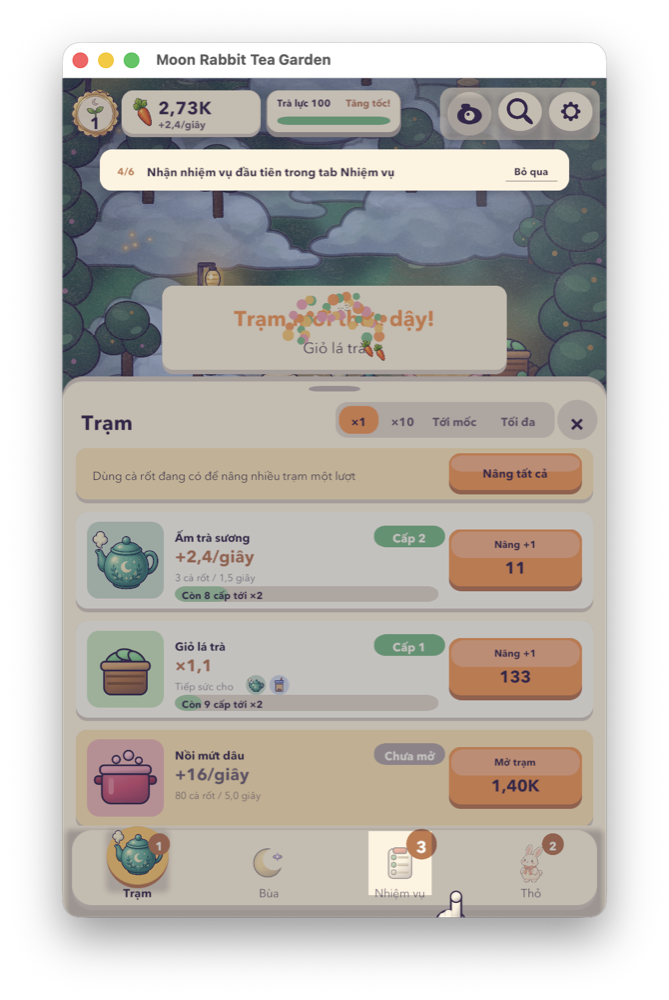 Moon Rabbit Tea Garden
1
2,73K
+2,4/giây
Trà lực 100 Tăng tốc!
4/6 Nhận nhiệm vụ đầu tiên trong tab Nhiệm vụ Bỏ qua
Trạm dậy!
Giỏ lá trà
Trạm
×1 ×10 Tới mốc Tối đa ×
Dùng cà rốt đang có để nâng nhiều trạm một lượt
Nâng tất cả
Ấm trà sương
Cấp 2
+2,4/giây
3 cà rốt / 1,5 giây
Còn 8 cấp tới ×2
Nâng +1
11
Giỏ lá trà
Cấp 1
×1,1
Tiếp sức cho
Còn 9 cấp tới ×2
Nâng +1
133
Nồi mứt dâu
Chưa mở
+16/giây
80 cà rốt / 5,0 giây
Mở trạm
1,40K
1
3
2
Trạm
Bùa
Nhiệm vụ
Thỏ